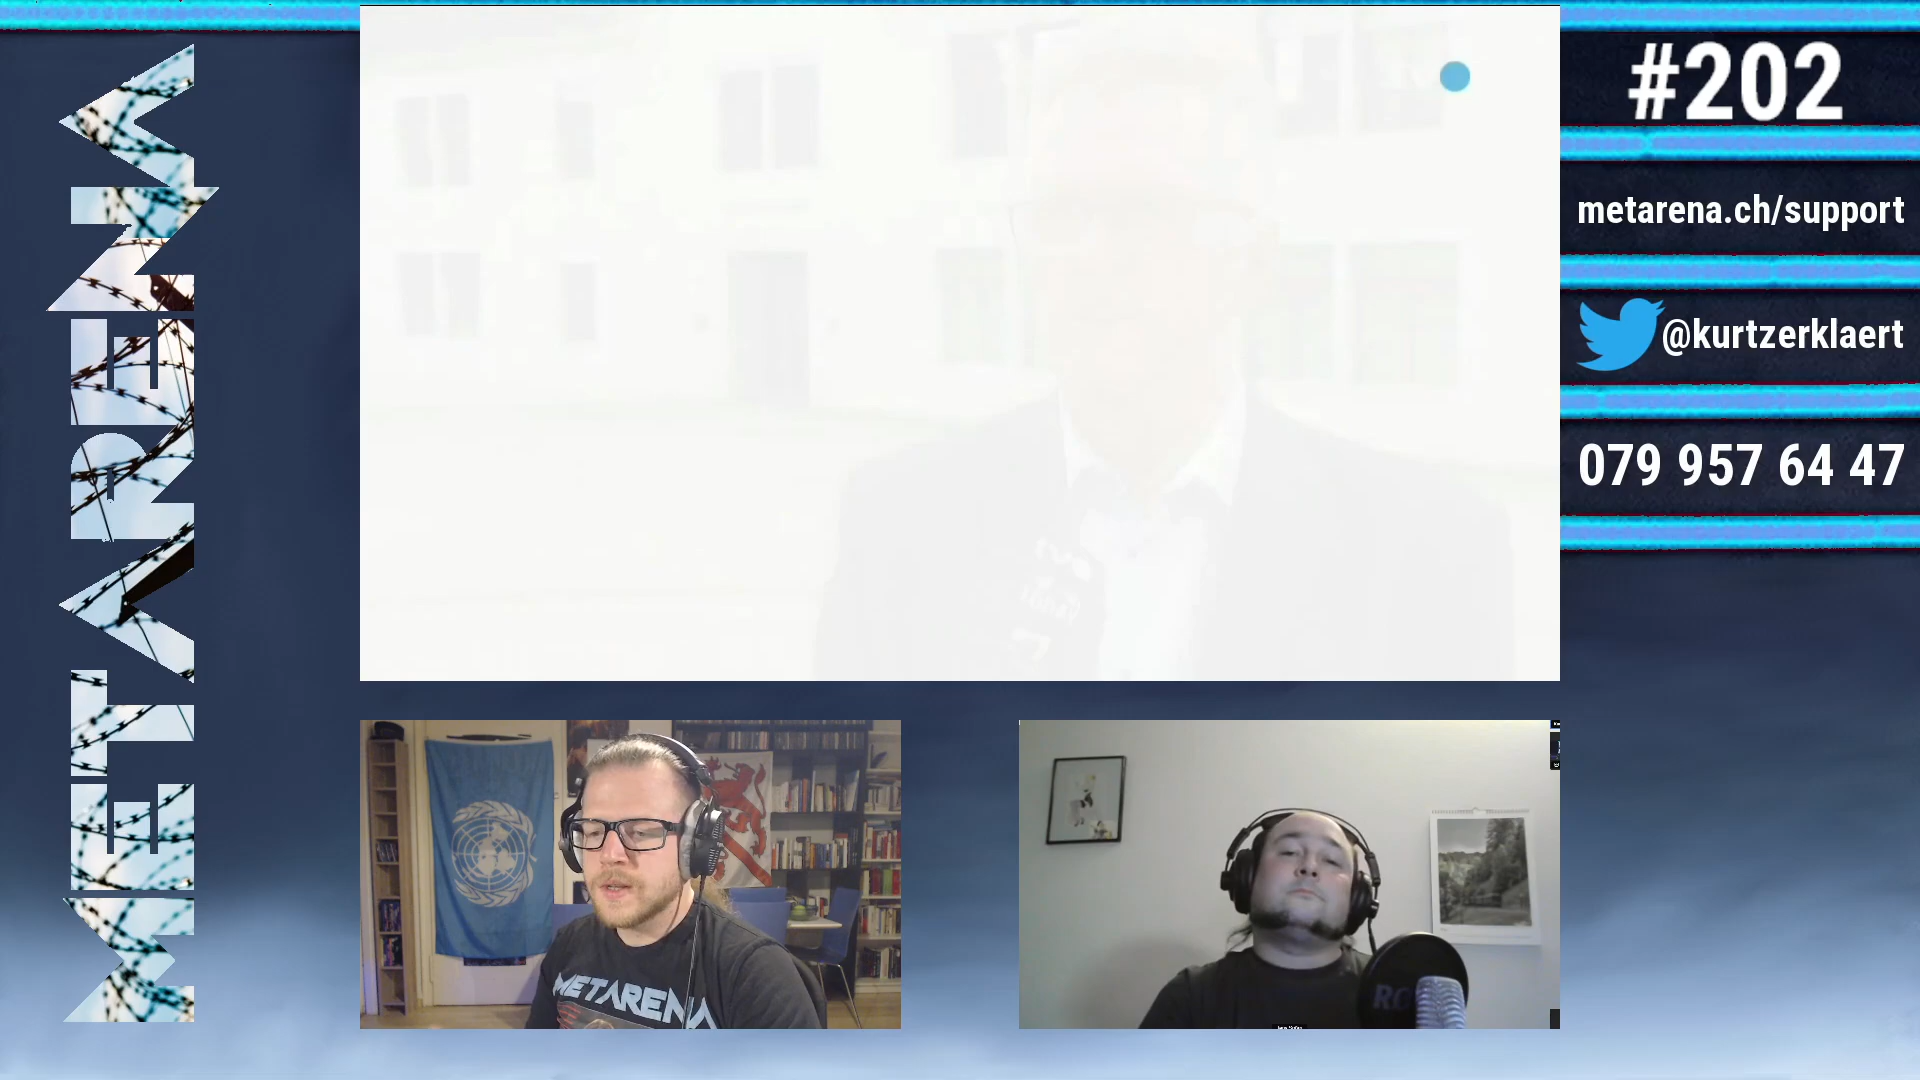 METARENA
#202
metarena.ch/support
@kurtzerklaert
079 957 64 47
METARENA